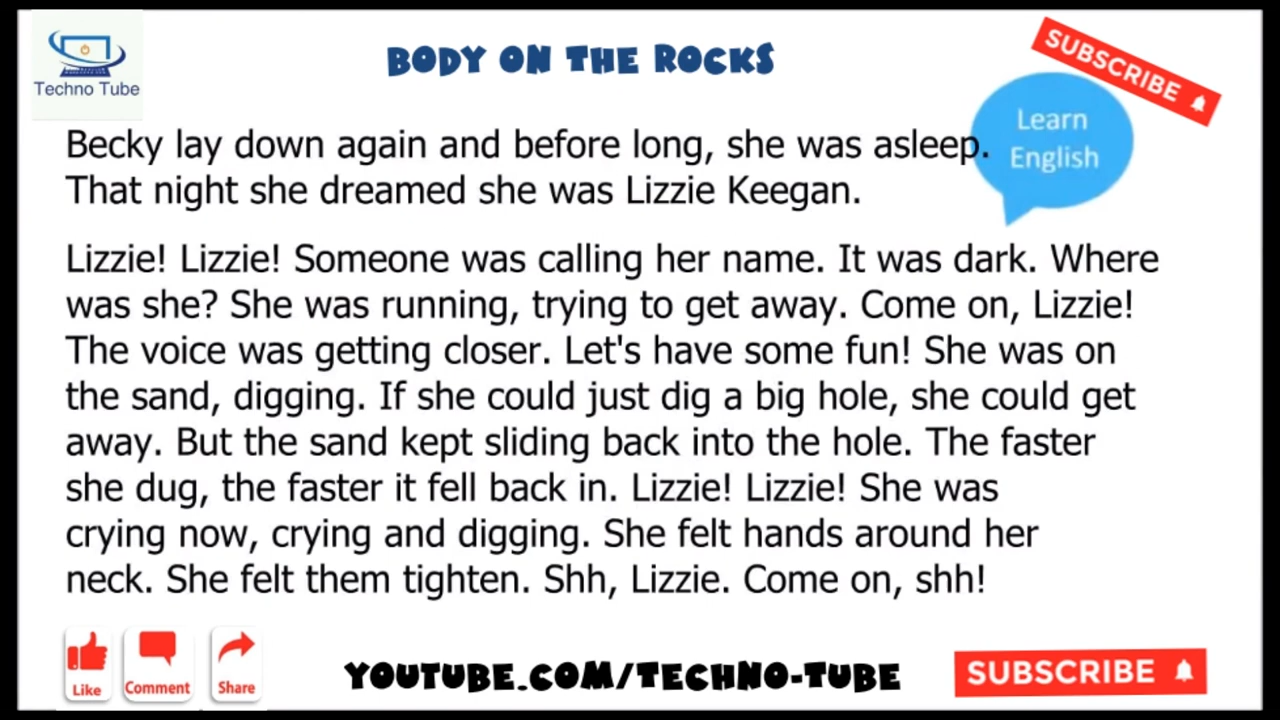 Techno Tube
BODY ON THE ROCKS
SUBSCRIBE
Learn
English
Becky lay down again and before long, she was asleep.
That night she dreamed she was Lizzie Keegan.
Lizzie! Lizzie! Someone was calling her name. It was dark. Where
was she? She was running, trying to get away. Come on, Lizzie!
The voice was getting closer. Let's have some fun! She was on
the sand, digging. If she could just dig a big hole, she could get
away. But the sand kept sliding back into the hole. The faster
she dug, the faster it fell back in. Lizzie! Lizzie! She was
crying now, crying and digging. She felt hands around her
neck. She felt them tighten. Shh, Lizzie. Come on, shh!
Like
Comment
Share
YOUTUBE.COM/TECHNO-TUBE
SUBSCRIBE